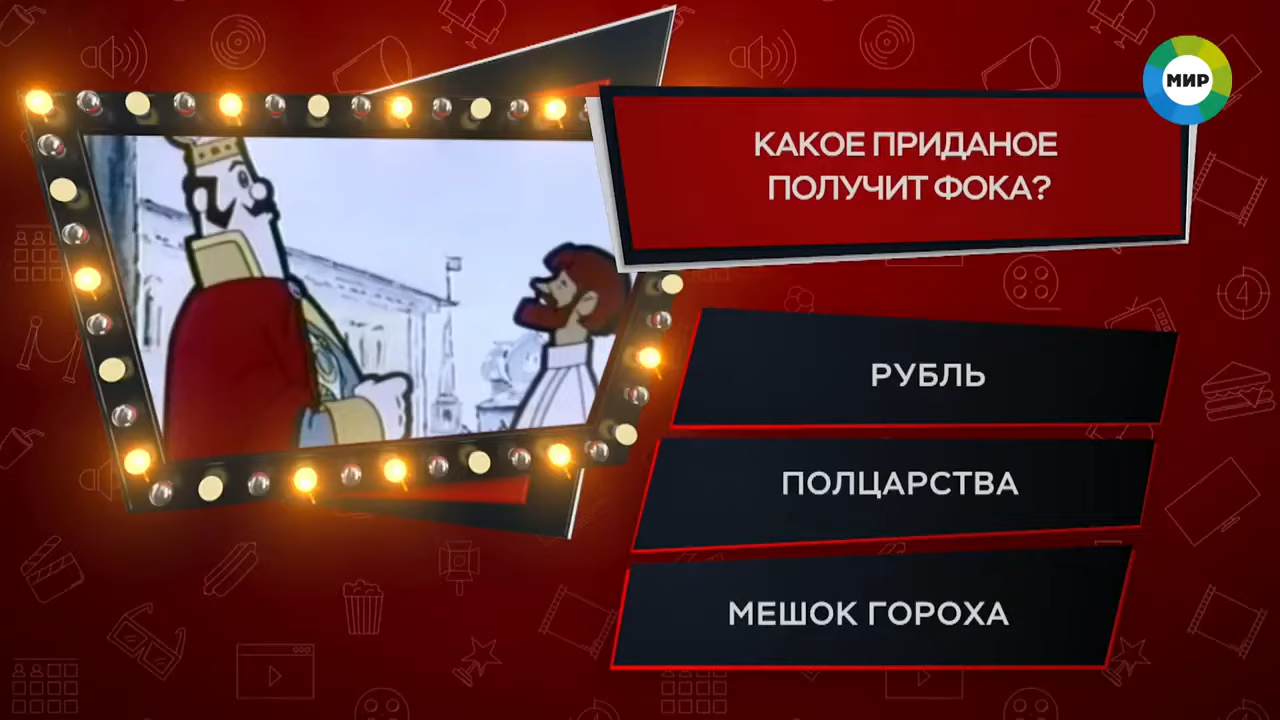 МИР
КАКОЕ ПРИДАНОЕ
ПОЛУЧИТ ФОКА?
РУБЛЬ
ПОЛЦАРСТВА
МЕШОК ГОРОХА